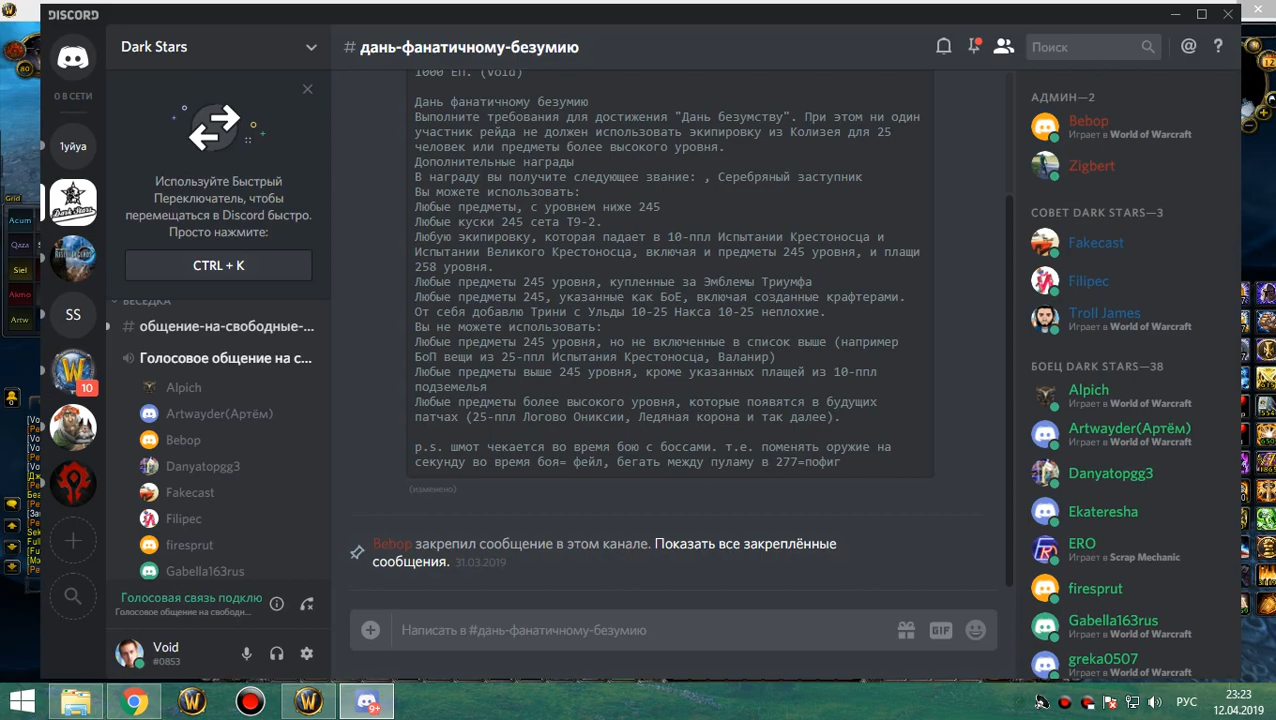 DISCORD
Dark Stars
# дань-фанатичному-безумию
Поиск
@
?
0 В СЕТИ
1уйуа
Dark Stars
SS
10
Используйте Быстрый
Переключатель, чтобы
перемещаться в Discord быстро.
Просто нажмите:
CTRL + K
БЕСЕДКА
# общение-на-свободные-...
Голосовое общение на с...
Alpich
Artwayder(Артём)
Bebop
Danyatopgg3
Fakecast
Filipec
firesprut
Gabella163rus
Голосовая связь подклю
Голосовое общение на свободн...
Void
#0853
1000 ЕП. (Void)
Дань фанатичному безумию
Выполните требования для достижения "Дань безумству". При этом ни один
участник рейда не должен использовать экипировку из Колизея для 25
человек или предметы более высокого уровня.
Дополнительные награды
В награду вы получите следующее звание: , Серебряный заступник
Вы можете использовать:
Любые предметы, с уровнем ниже 245
Любые куски 245 сета Т9-2.
Любую экипировку, которая падает в 10-ппл Испытании Крестоносца и
Испытании Великого Крестоносца, включая и предметы 245 уровня, и плащи
258 уровня.
Любые предметы 245 уровня, купленные за Эмблемы Триумфа
Любые предметы 245, указанные как БоЕ, включая созданные крафтерами.
От себя добавлю Трини с Ульды 10-25 Накса 10-25 неплохие.
Вы не можете использовать:
Любые предметы 245 уровня, но не включенные в список выше (например
БоП вещи из 25-ппл Испытания Крестоносца, Валанир)
Любые предметы выше 245 уровня, кроме указанных плащей из 10-ппл
подземелья
Любые предметы более высокого уровня, которые появятся в будущих
патчах (25-ппл Логово Ониксии, Ледяная корона и так далее).
p.s. шмот чекается во время бою с боссами. т.е. поменять оружие на
секунду во время боя= фейл, бегать между пуламу в 277=пофиг
(изменено)
Bebop закрепил сообщение в этом канале. Показать все закреплённые
сообщения. 31.03.2019
Написать в #дань-фанатичному-безумию
GIF
АДМИН—2
Bebop
Играет в World of Warcraft
Zigbert
СОВЕТ DARK STARS—3
Fakecast
Filipec
Troll James
Играет в World of Warcraft
БОЕЦ DARK STARS—38
Alpich
Играет в World of Warcraft
Artwayder(Артём)
Играет в World of Warcraft
Danyatopgg3
Ekateresha
ERO
Играет в Scrap Mechanic
firesprut
Gabella163rus
Играет в World of Warcraft
greka0507
Играет в World of Warcraft
Grid
Acum
Qaza
Siel
Akmo
Artw
9+
РУС
23:23
12.04.2019